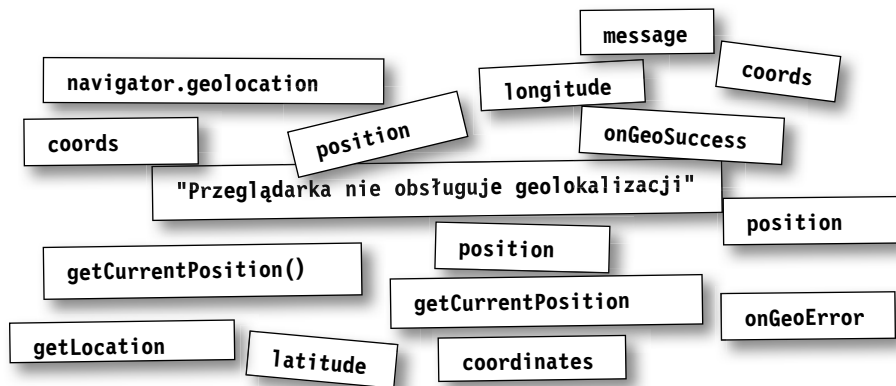 message
coords
navigator.geolocation
longitude
coords
position
onGeoSuccess
"Przeglądarka nie obsługuje geolokalizacji"
position
position
getCurrentPosition()
getCurrentPosition
onGeoError
getLocation
latitude
coordinates